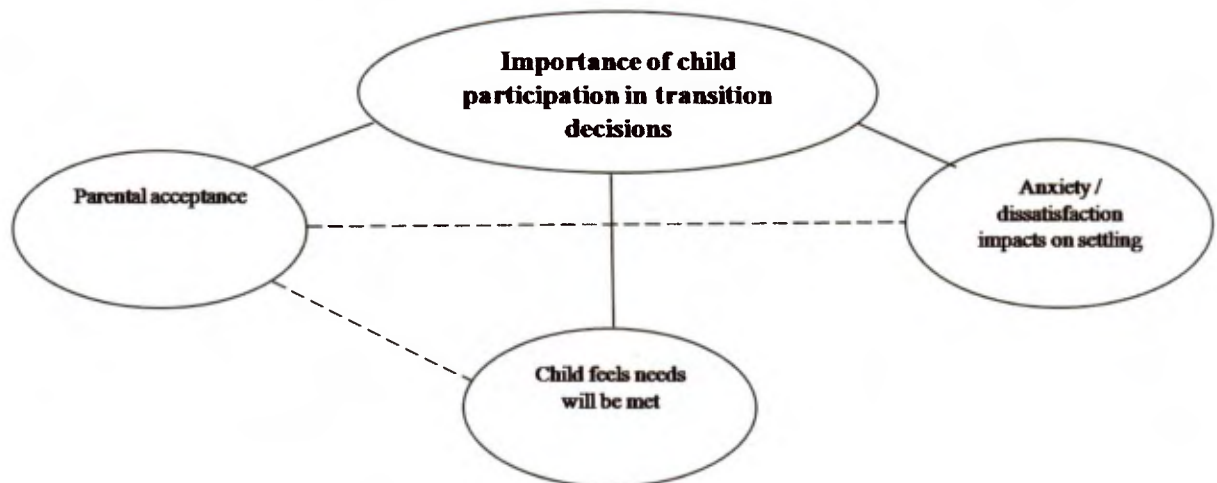 Importance of child
participation in transition
decisions
Parental acceptance
Anxiety /
dissatisfaction
impacts on settling
Child feels needs
will be met